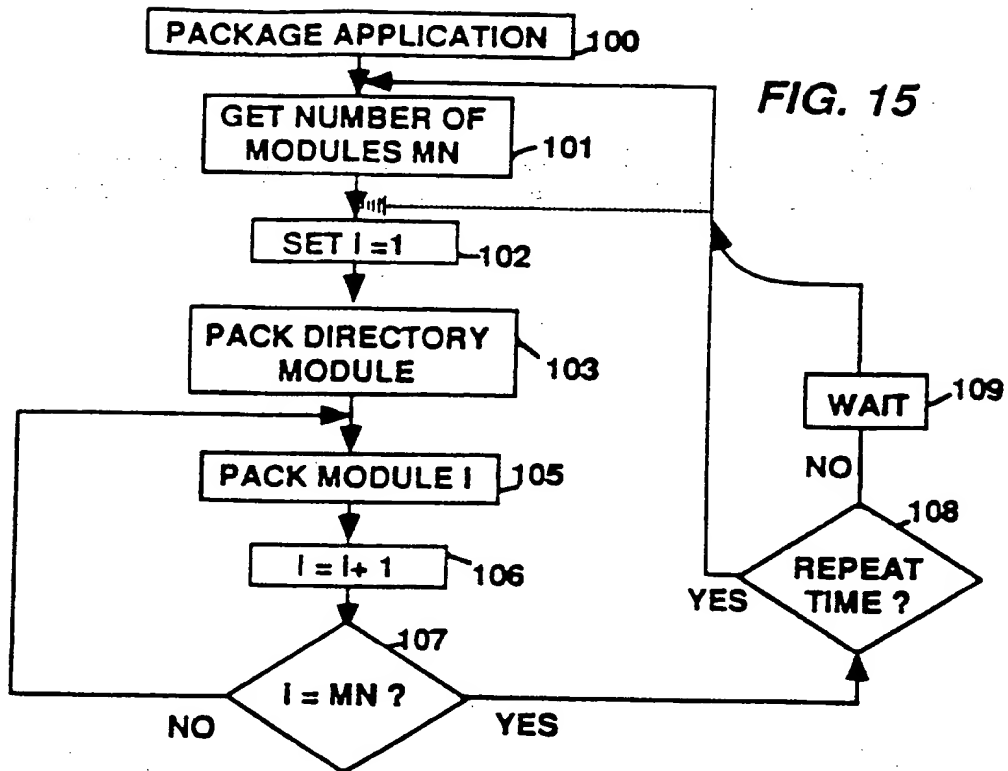 PACKAGE APPLICATION
100
FIG. 15
GET NUMBER OF
MODULES MN
101
SET I =1
102
PACK DIRECTORY
MODULE
103
WAIT
109
NO
PACK MODULE I
105
108
REPEAT
TIME ?
YES
I = I+ 1
106
107
I = MN ?
NO
YES